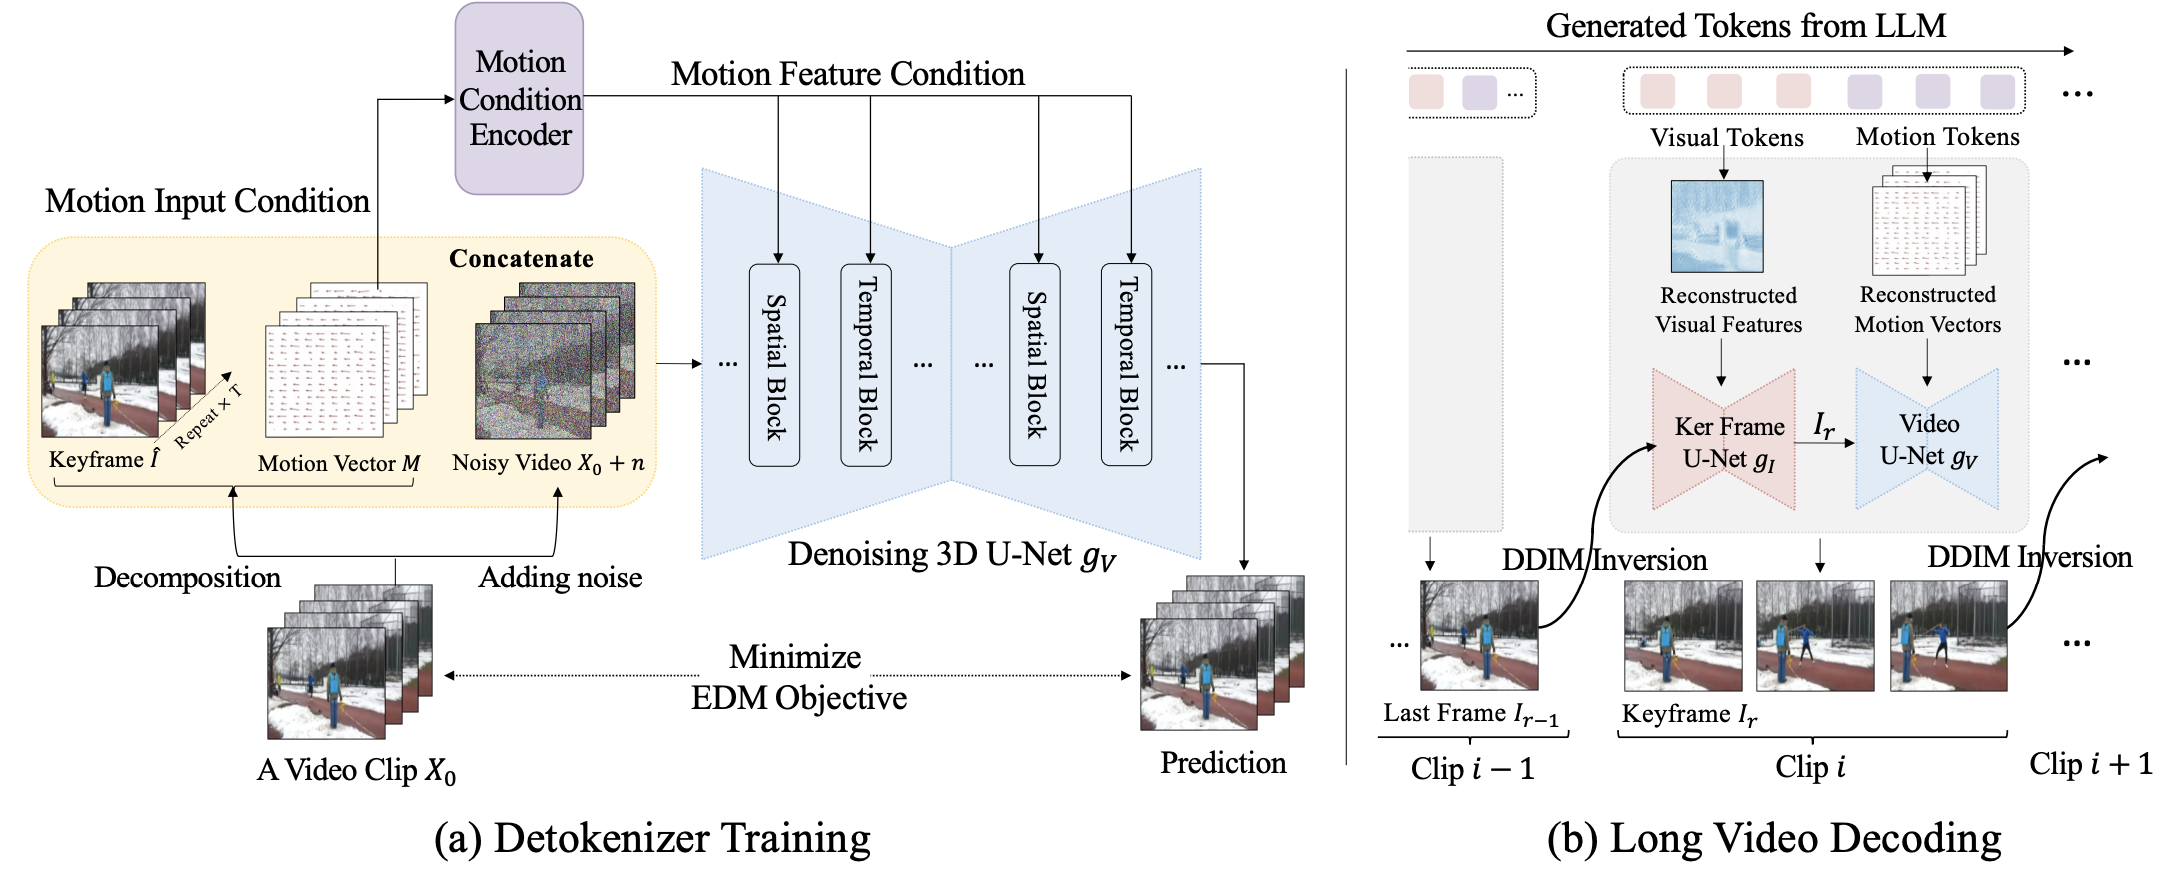 Motion
Condition
Encoder
Motion Feature Condition
Motion Input Condition
Concatenate
Repeat × T
Keyframe Î
Motion Vector M
Noisy Video X₀ + n
...
Spatial Block
Temporal Block
...
...
Spatial Block
Temporal Block
...
Denoising 3D U-Net g_V
Decomposition
Adding noise
Minimize
EDM Objective
A Video Clip X₀
Prediction
(a) Detokenizer Training
Generated Tokens from LLM
...
...
Visual Tokens
Motion Tokens
Reconstructed
Visual Features
Reconstructed
Motion Vectors
...
Ker Frame
U-Net g_I
I_r
Video
U-Net g_V
DDIM Inversion
DDIM Inversion
...
...
Last Frame I_{r−1}
Keyframe I_r
Clip i − 1
Clip i
Clip i + 1
(b) Long Video Decoding